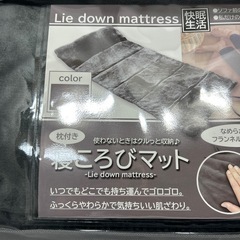 Lie down mattress
快眠
生活
color
枕付き
使わないときはクルッと収納♪
寝ころびマット
-Lie down mattress-
いつでもどこでも持ち運んでゴロゴロ。
ふっくらやわらかで気持ちいい肌ざわり。
なめら
フランネル